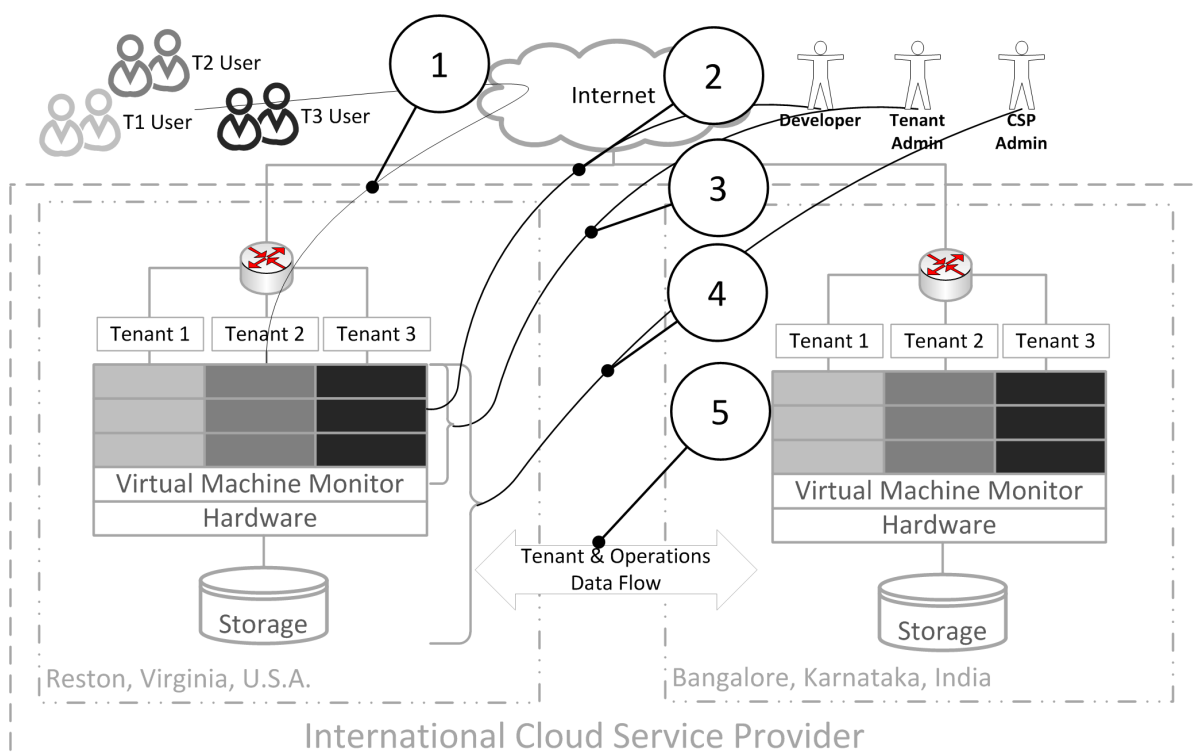 1
2
T2 User
Internet
T1 User
T3 User
Developer
Tenant
Admin
CSP
Admin
3
4
Tenant 1
Tenant 2
Tenant 3
Tenant 1
Tenant 2
Tenant 3
5
Virtual Machine Monitor
Hardware
Virtual Machine Monitor
Hardware
Tenant & Operations
Data Flow
Storage
Storage
Reston, Virginia, U.S.A.
Bangalore, Karnataka, India
International Cloud Service Provider